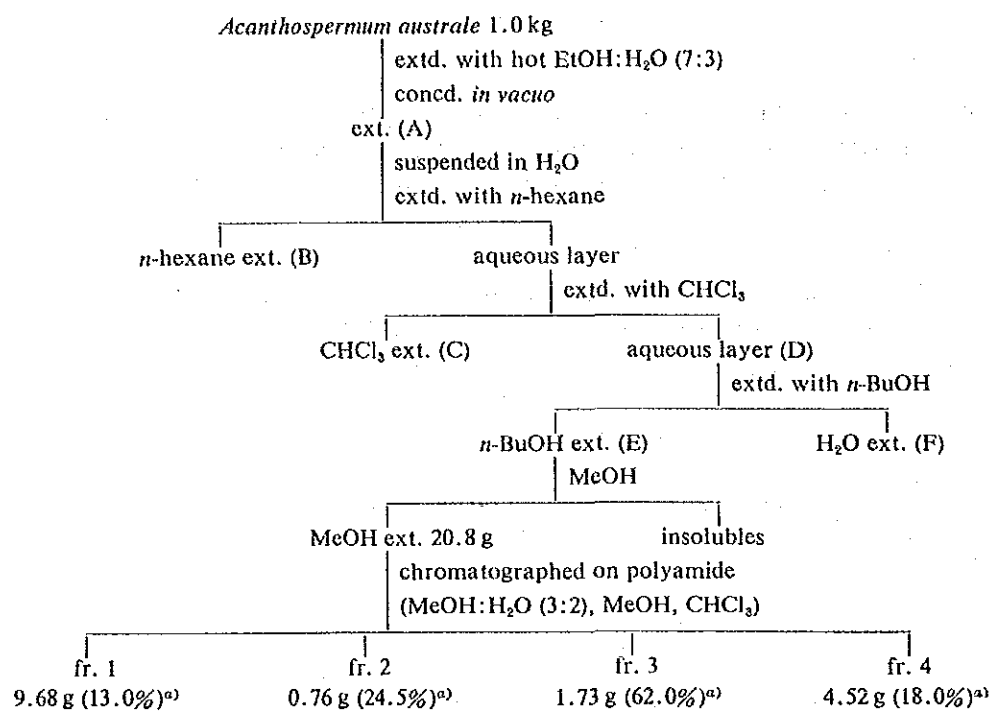 Acanthospermum australe 1.0 kg
extd. with hot EtOH:H₂O (7:3)
concd. in vacuo
ext. (A)
suspended in H₂O
extd. with n-hexane
n-hexane ext. (B) aqueous layer
extd. with CHCl₃
CHCl₃ ext. (C) aqueous layer (D)
extd. with n-BuOH
n-BuOH ext. (E) H₂O ext. (F)
MeOH
MeOH ext. 20.8 g insolubles
chromatographed on polyamide
(MeOH:H₂O (3:2), MeOH, CHCl₃)
fr. 1 fr. 2 fr. 3 fr. 4
9.68 g (13.0%)ᵃ⁾ 0.76 g (24.5%)ᵃ⁾ 1.73 g (62.0%)ᵃ⁾ 4.52 g (18.0%)ᵃ⁾